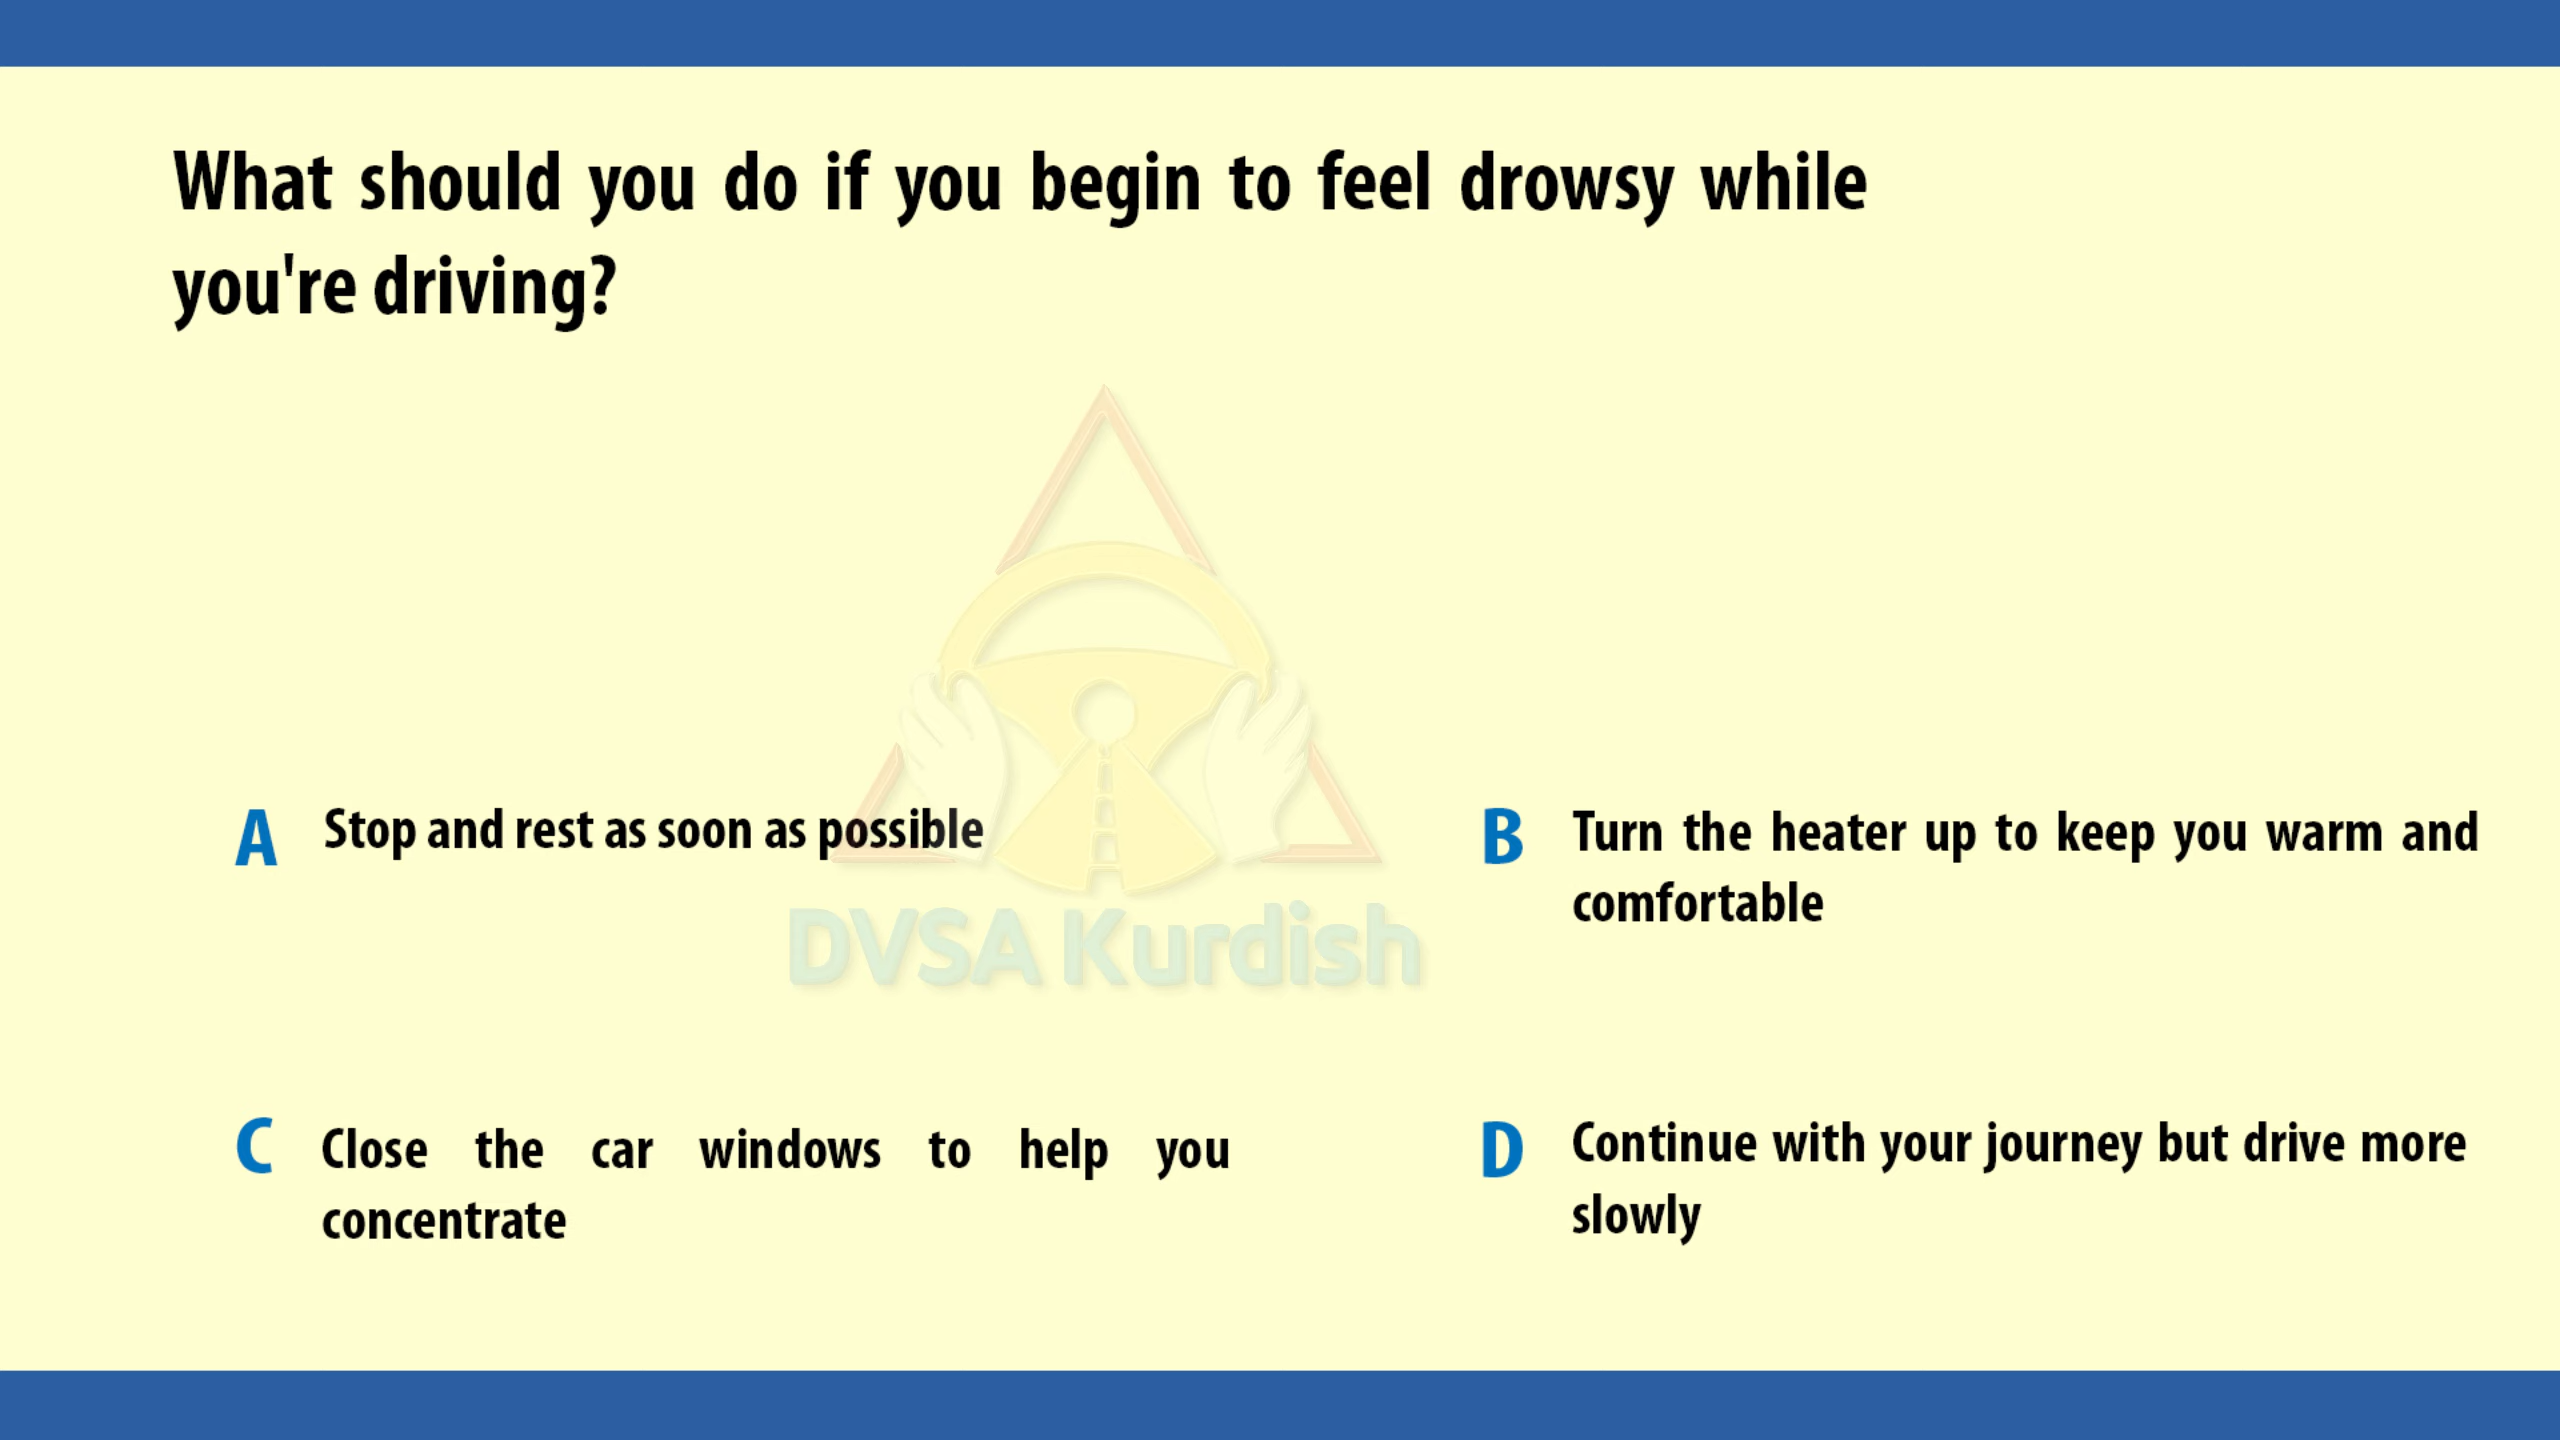 What should you do if you begin to feel drowsy while
you're driving?
A Stop and rest as soon as possible
B Turn the heater up to keep you warm and
comfortable
DVSA Kurdish
C Close the car windows to help you
concentrate
D Continue with your journey but drive more
slowly